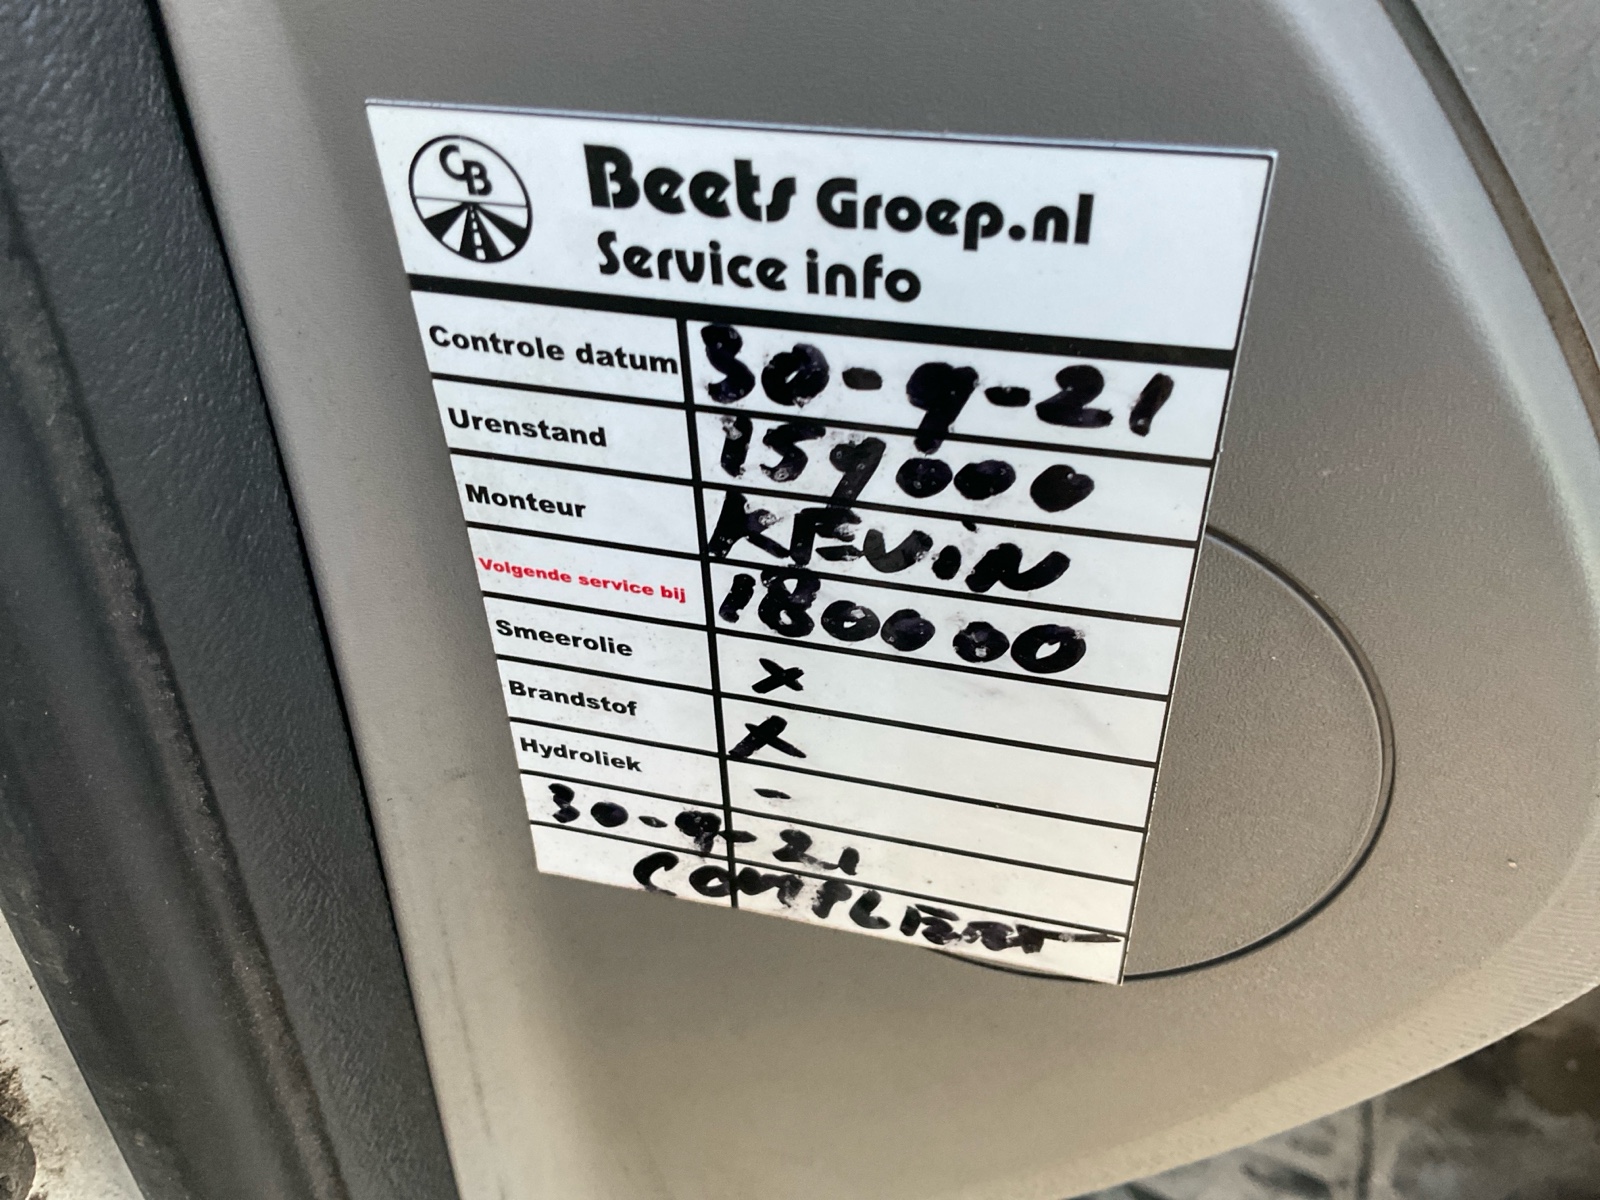 CB
Beets Groep.nl
Service info
Controle datum 30-9-21
Urenstand 159000
Monteur KEVIN
Volgende service bij 180000
Smeerolie x
Brandstof x
Hydroliek -
30-9-21
COMPLEET